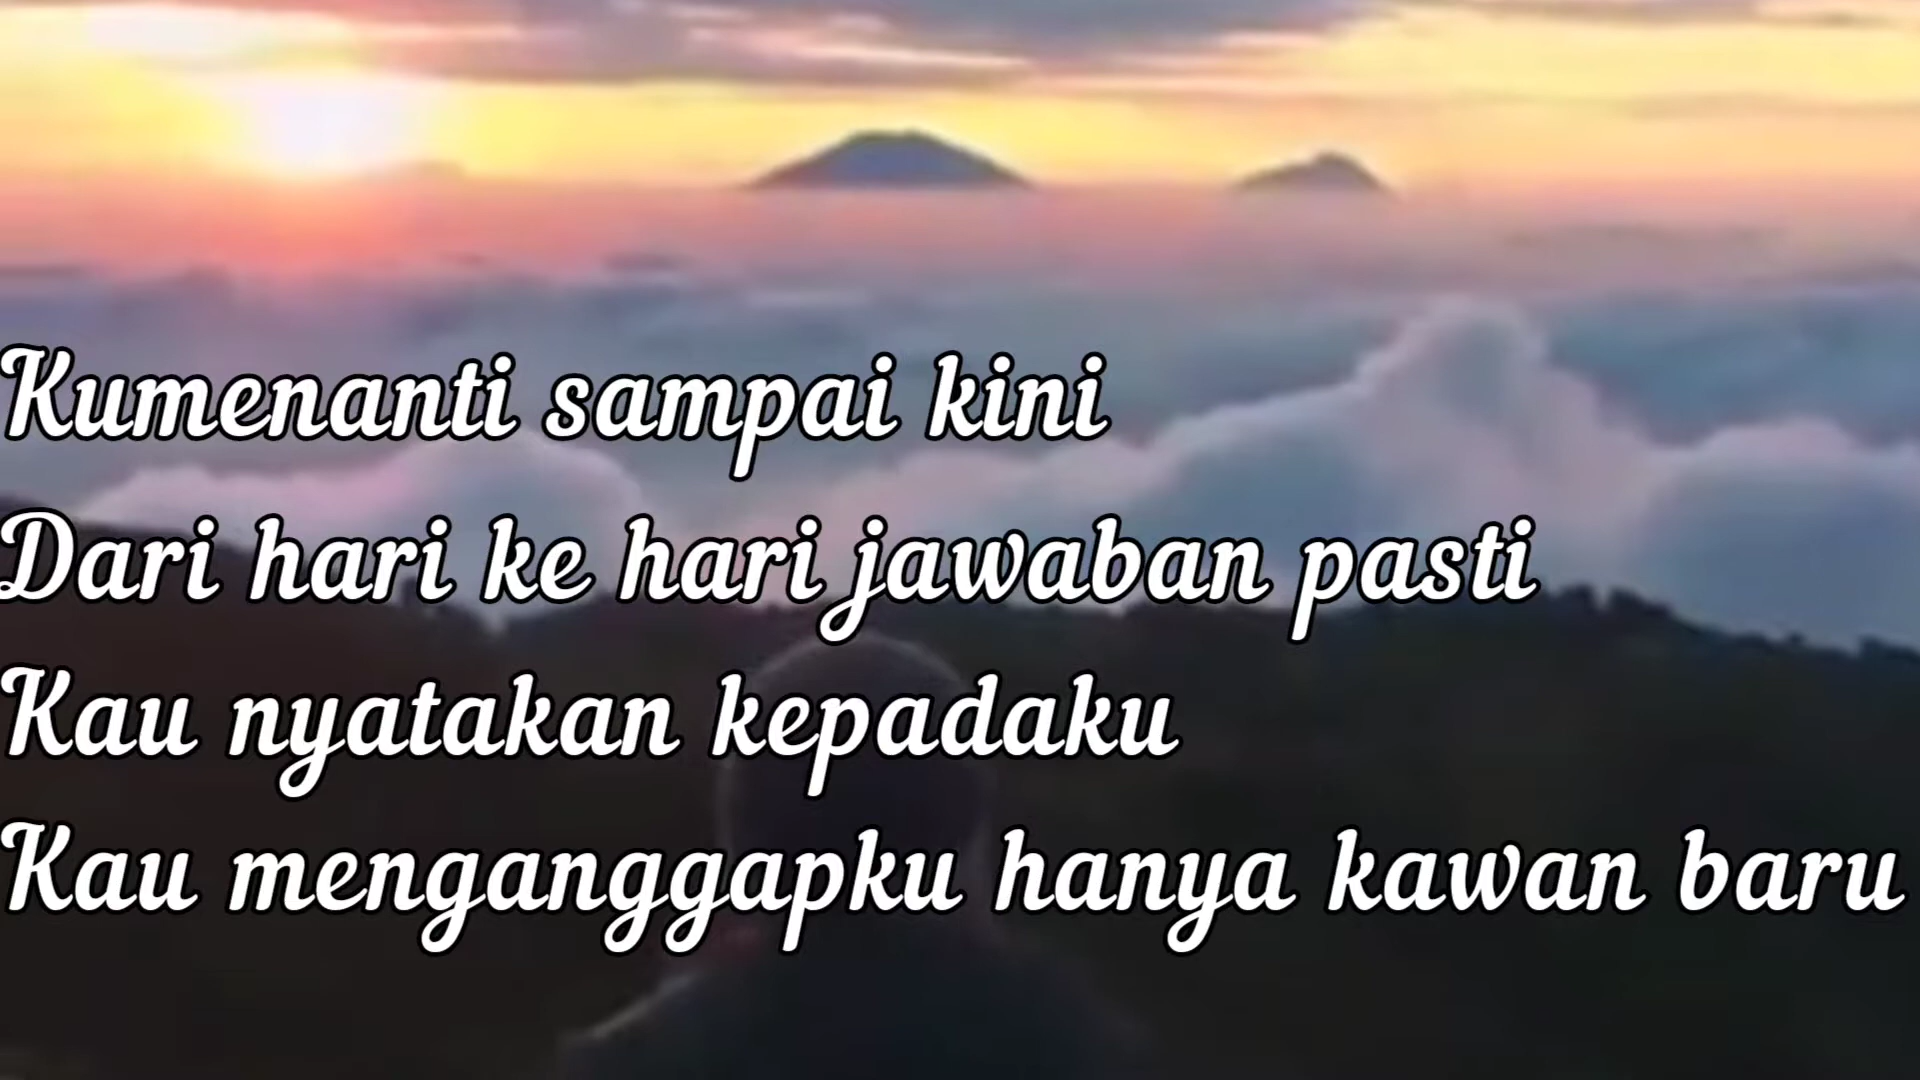 Kumenanti sampai kini
Dari hari ke hari jawaban pasti
Kau nyatakan kepadaku
Kau menganggapku hanya kawan baru